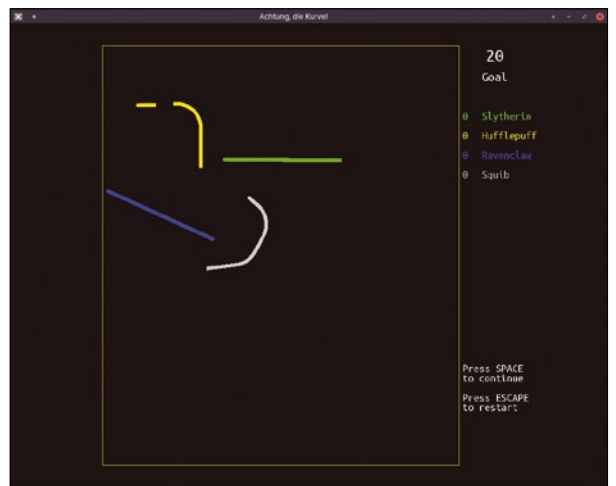 Achtung, die Kurve!
20
Goal
0 Slytherin
0 Hufflepuff
0 Ravenclaw
0 Squib
Press SPACE
to continue
Press ESCAPE
to restart